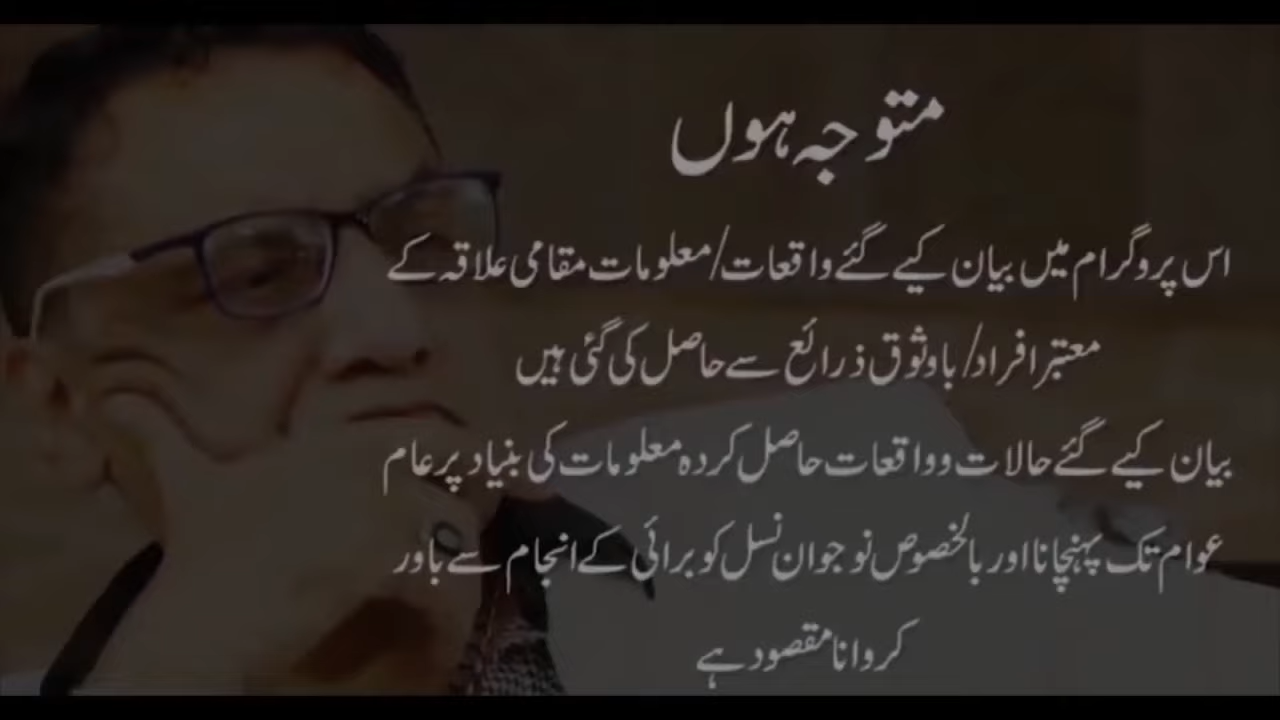 متوجہ ہوں
اس پروگرام میں بیان کیے گئے واقعات/معلومات مقامی علاقہ کے
معتبر افراد/باوثوق ذرائع سے حاصل کی گئی ہیں
بیان کیے گئے حالات و واقعات حاصل کردہ معلومات کی بنیاد پر عام
عوام تک پہنچانا اور بالخصوص نوجوان نسل کو برائی کے انجام سے باور
کروانا مقصود ہے